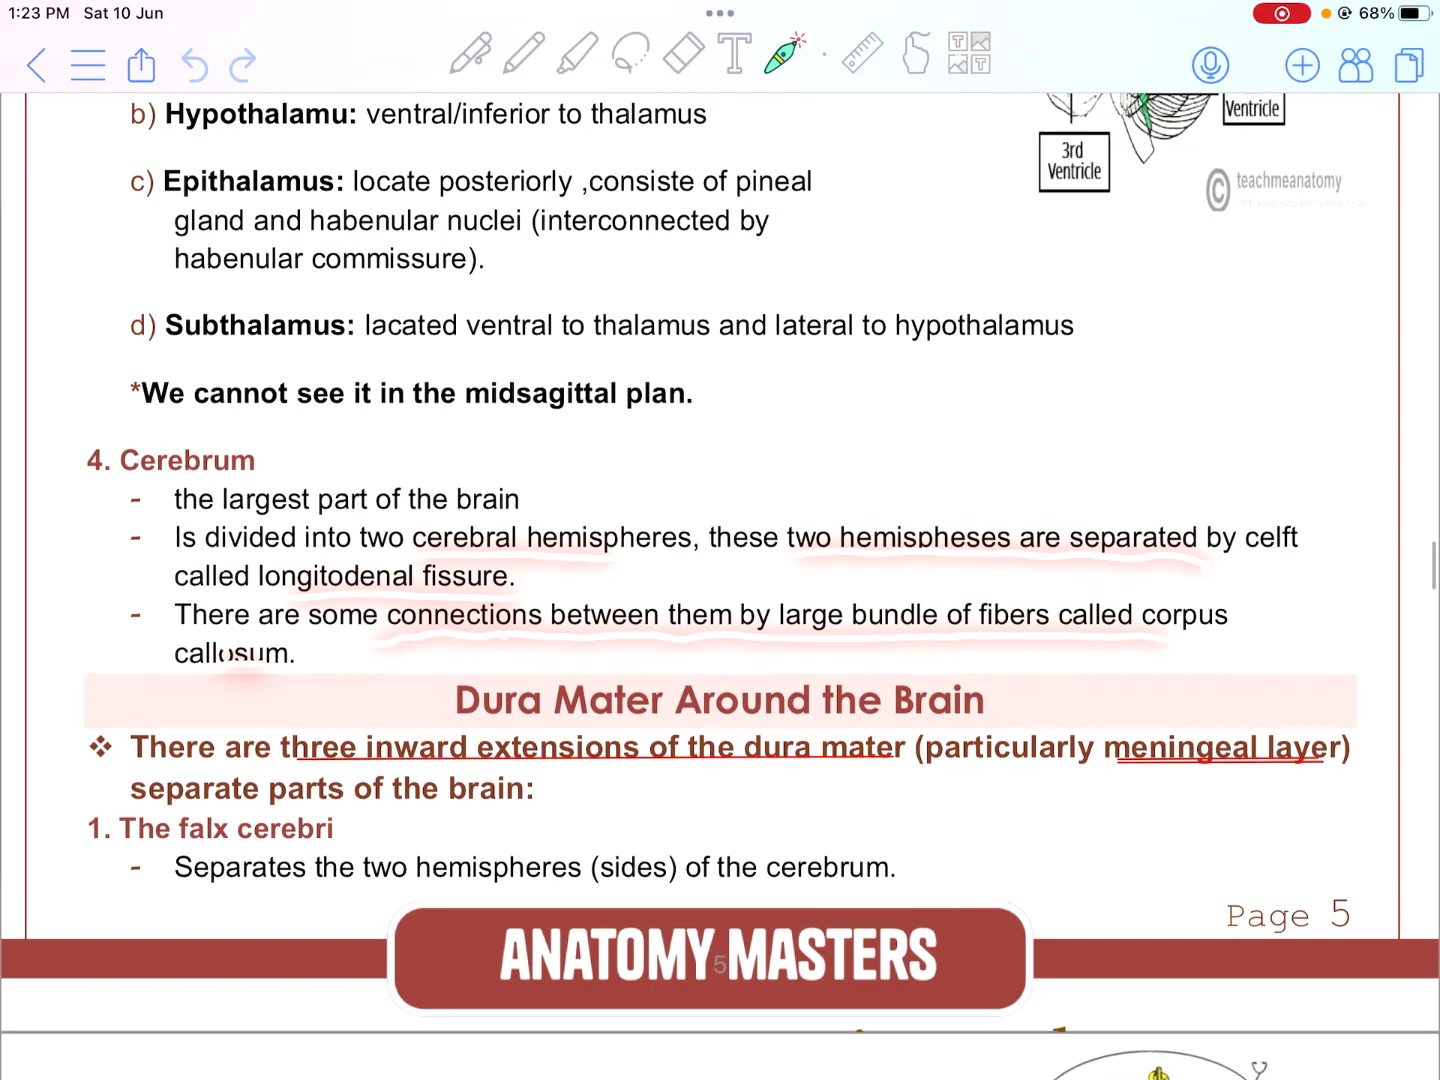 1:23 PM Sat 10 Jun
68%
b) Hypothalamu: ventral/inferior to thalamus
Ventricle
3rd
Ventricle
c) Epithalamus: locate posteriorly ,consiste of pineal
gland and habenular nuclei (interconnected by
habenular commissure).
© teachmeanatomy
d) Subthalamus: lacated ventral to thalamus and lateral to hypothalamus
*We cannot see it in the midsagittal plan.
4. Cerebrum
- the largest part of the brain
- Is divided into two cerebral hemispheres, these two hemispheses are separated by celft
called longitodenal fissure.
- There are some connections between them by large bundle of fibers called corpus
callosum.
Dura Mater Around the Brain
❖ There are three inward extensions of the dura mater (particularly meningeal layer)
separate parts of the brain:
1. The falx cerebri
- Separates the two hemispheres (sides) of the cerebrum.
Page 5
ANATOMY MASTERS
5